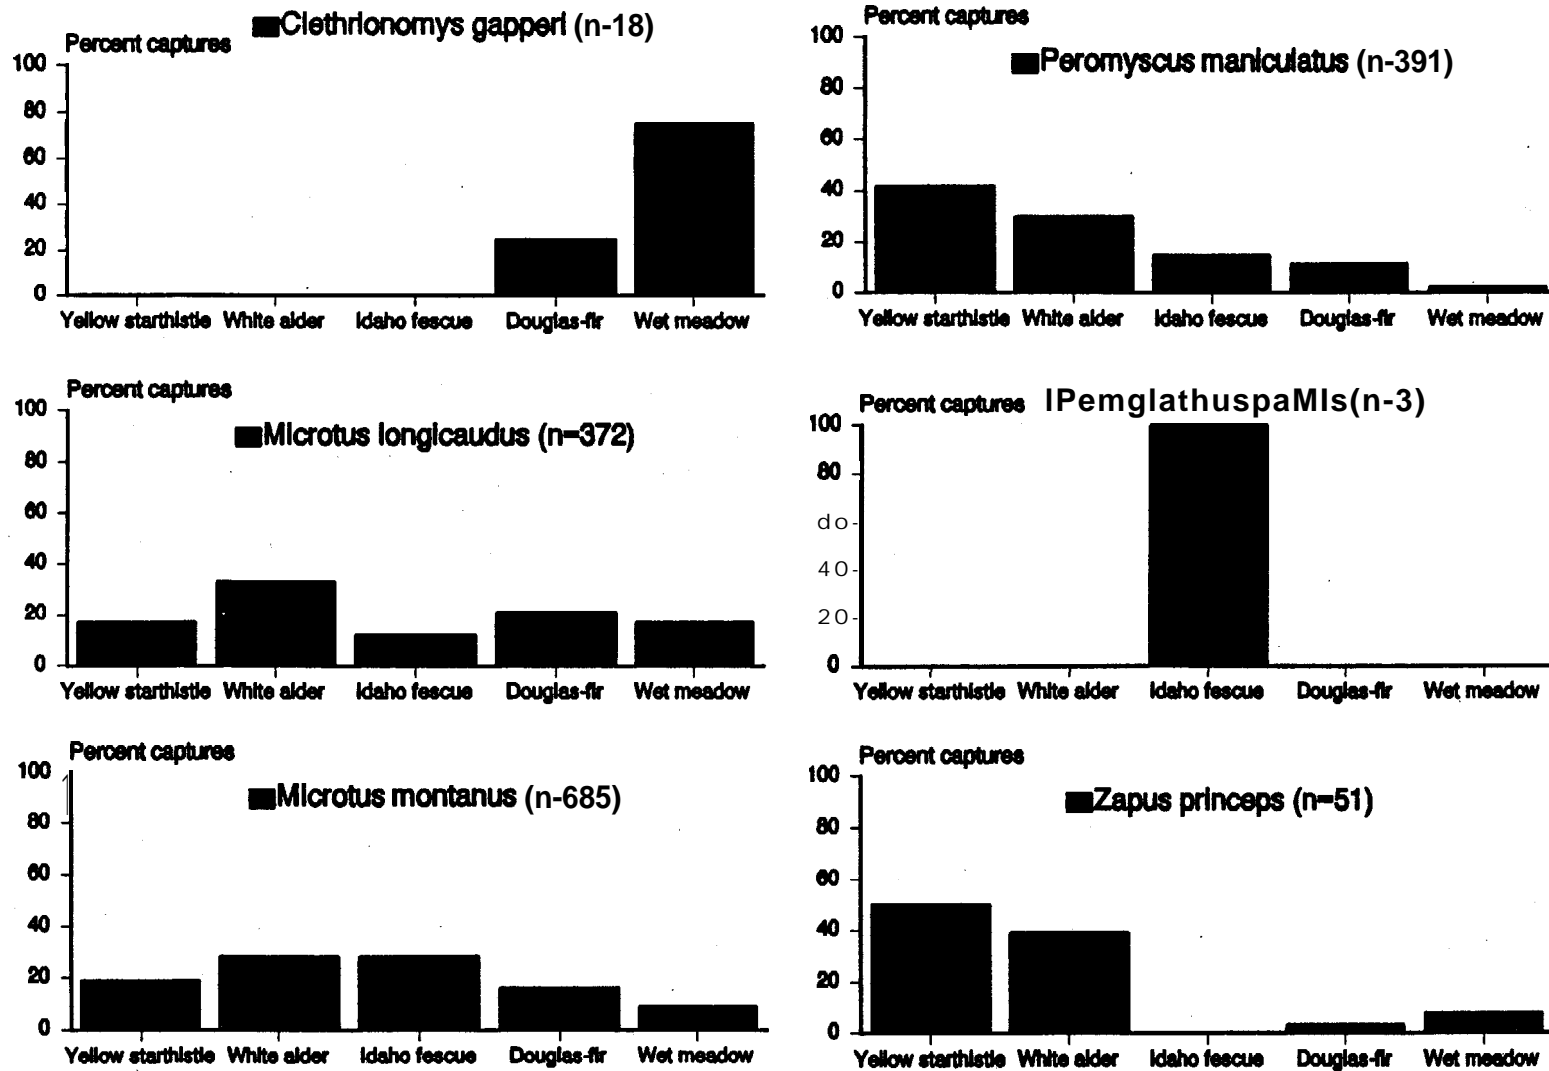 Clethrionomys gapperi (n-18)
Percent captures
100
80
60
40
20
0
Yellow starthistle White alder Idaho fescue Douglas-fir Wet meadow
Percent captures
100
Peromyscus maniculatus (n-391)
80
60
40
20
0
Yellow starthistle White alder Idaho fescue Douglas-fir Wet meadow
Percent captures
100
Microtus longicaudus (n=372)
80
60
40
20
0
Yellow starthistle White alder Idaho fescue Douglas-fir Wet meadow
Percent captures IPemglathuspaMIs(n-3)
100
80
do-
40-
20-
0
Yellow starthistle White alder Idaho fescue Douglas-fir Wet meadow
Percent captures
100
Microtus montanus (n-685)
80
60
40
20
0
Yellow starthistle White alder Idaho fescue Douglas-fir Wet meadow
Percent captures
100
Zapus princeps (n=51)
80
60
40
20
0
Yellow starthistle White alder Idaho fescue Douglas-fir Wet meadow